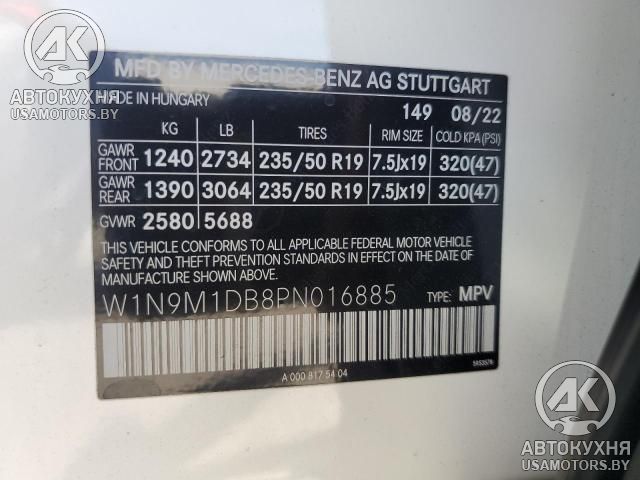 АВТОКУХНЯ
USAMOTORS.BY
MFD BY MERCEDES-BENZ AG STUTTGART
MADE IN HUNGARY
149 08/22
KG LB TIRES RIM SIZE COLD KPA (PSI)
GAWR FRONT 1240 2734 235/50 R19 7.5Jx19 320(47)
GAWR REAR 1390 3064 235/50 R19 7.5Jx19 320(47)
GVWR 2580 5688
THIS VEHICLE CONFORMS TO ALL APPLICABLE FEDERAL MOTOR VEHICLE
SAFETY AND THEFT PREVENTION STANDARDS IN EFFECT ON THE DATE OF
MANUFACTURE SHOWN ABOVE.
W1N9M1DB8PN016885 TYPE: MPV
A 000 817 54 04
АВТОКУХНЯ
USAMOTORS.BY